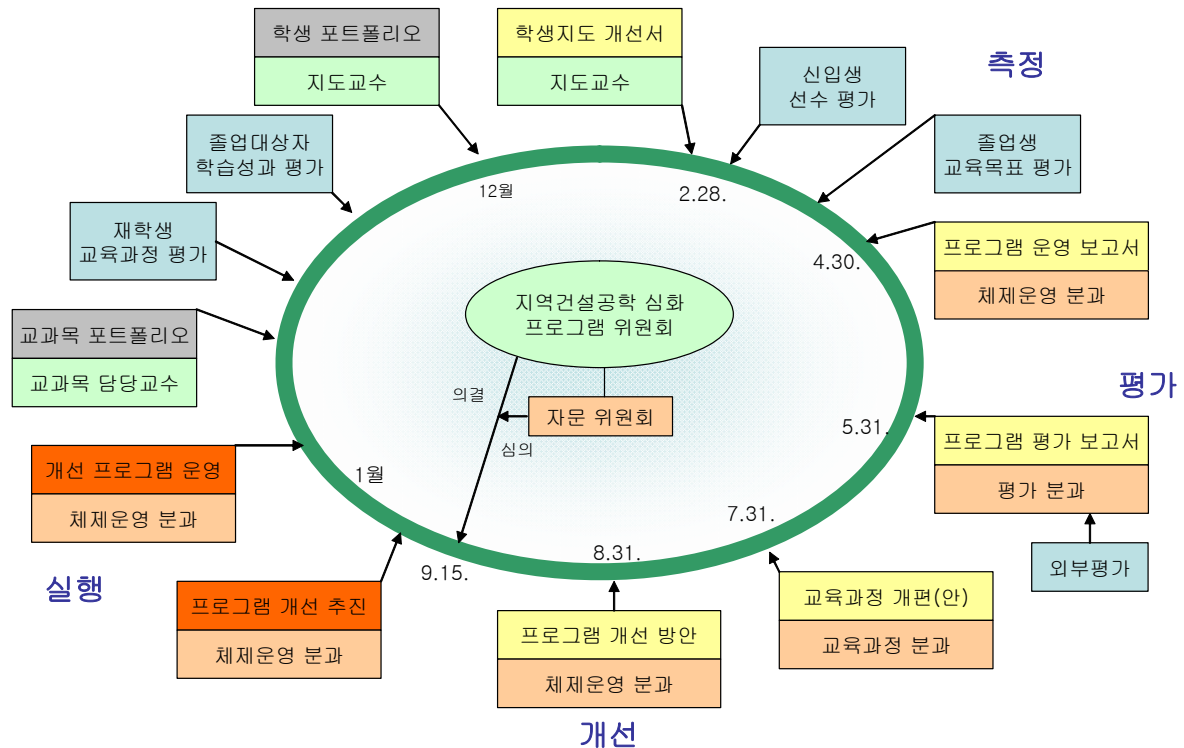 학생 포트폴리오
지도교수
학생지도 개선서
지도교수
신입생
선수 평가
측정
졸업대상자
학습성과 평가
졸업생
교육목표 평가
12월
2.28.
재학생
교육과정 평가
4.30.
프로그램 운영 보고서
체제운영 분과
지역건설공학 심화
프로그램 위원회
교과목 포트폴리오
교과목 담당교수
의결
자문 위원회
심의
평가
5.31.
프로그램 평가 보고서
평가 분과
외부평가
개선 프로그램 운영
체제운영 분과
1월
7.31.
8.31.
9.15.
실행
프로그램 개선 추진
체제운영 분과
프로그램 개선 방안
체제운영 분과
교육과정 개편(안)
교육과정 분과
개선